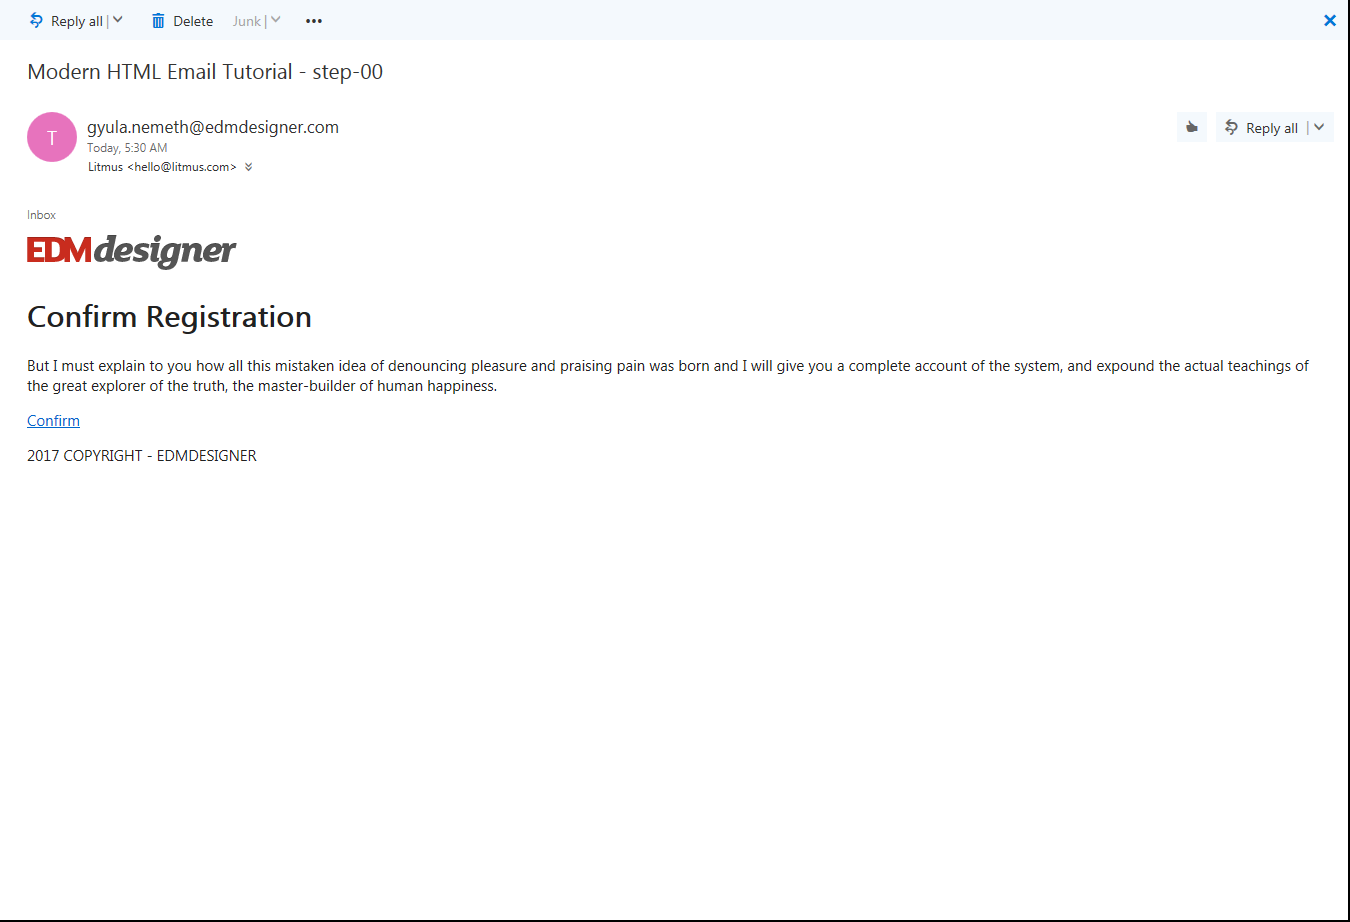 Reply all | Delete Junk |
Modern HTML Email Tutorial - step-00
T
gyula.nemeth@edmdesigner.com
Today, 5:30 AM
Litmus <hello@litmus.com>
Reply all |
Inbox
EDMdesigner
Confirm Registration
But I must explain to you how all this mistaken idea of denouncing pleasure and praising pain was born and I will give you a complete account of the system, and expound the actual teachings of
the great explorer of the truth, the master-builder of human happiness.
Confirm
2017 COPYRIGHT - EDMDESIGNER